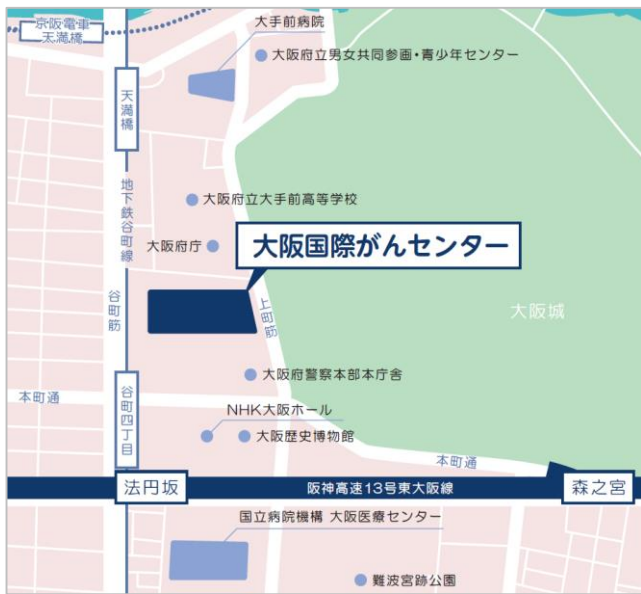 京阪電車
天満橋
大手前病院
大阪府立男女共同参画・青少年センター
天満橋
地下鉄谷町線
大阪府立大手前高等学校
大阪府庁
大阪国際がんセンター
谷町筋
上町筋
大阪城
大阪府警察本部本庁舎
本町通
谷町四丁目
NHK大阪ホール
大阪歴史博物館
本町通
法円坂
阪神高速13号東大阪線
森之宮
国立病院機構 大阪医療センター
難波宮跡公園